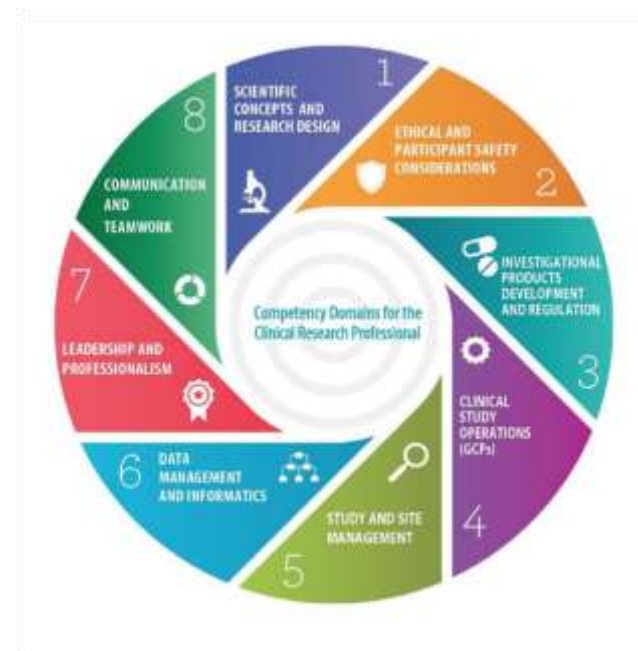 1
SCIENTIFIC
CONCEPTS AND
RESEARCH DESIGN
ETHICAL AND
PARTICIPANT SAFETY
CONSIDERATIONS
2
INVESTIGATIONAL
PRODUCTS
DEVELOPMENT
AND REGULATION
3
CLINICAL
STUDY
OPERATIONS
(GCPs)
4
STUDY AND SITE
MANAGEMENT
5
6
DATA
MANAGEMENT
AND INFORMATICS
7
LEADERSHIP AND
PROFESSIONALISM
8
COMMUNICATION
AND
TEAMWORK
Competency Domains for the
Clinical Research Professional